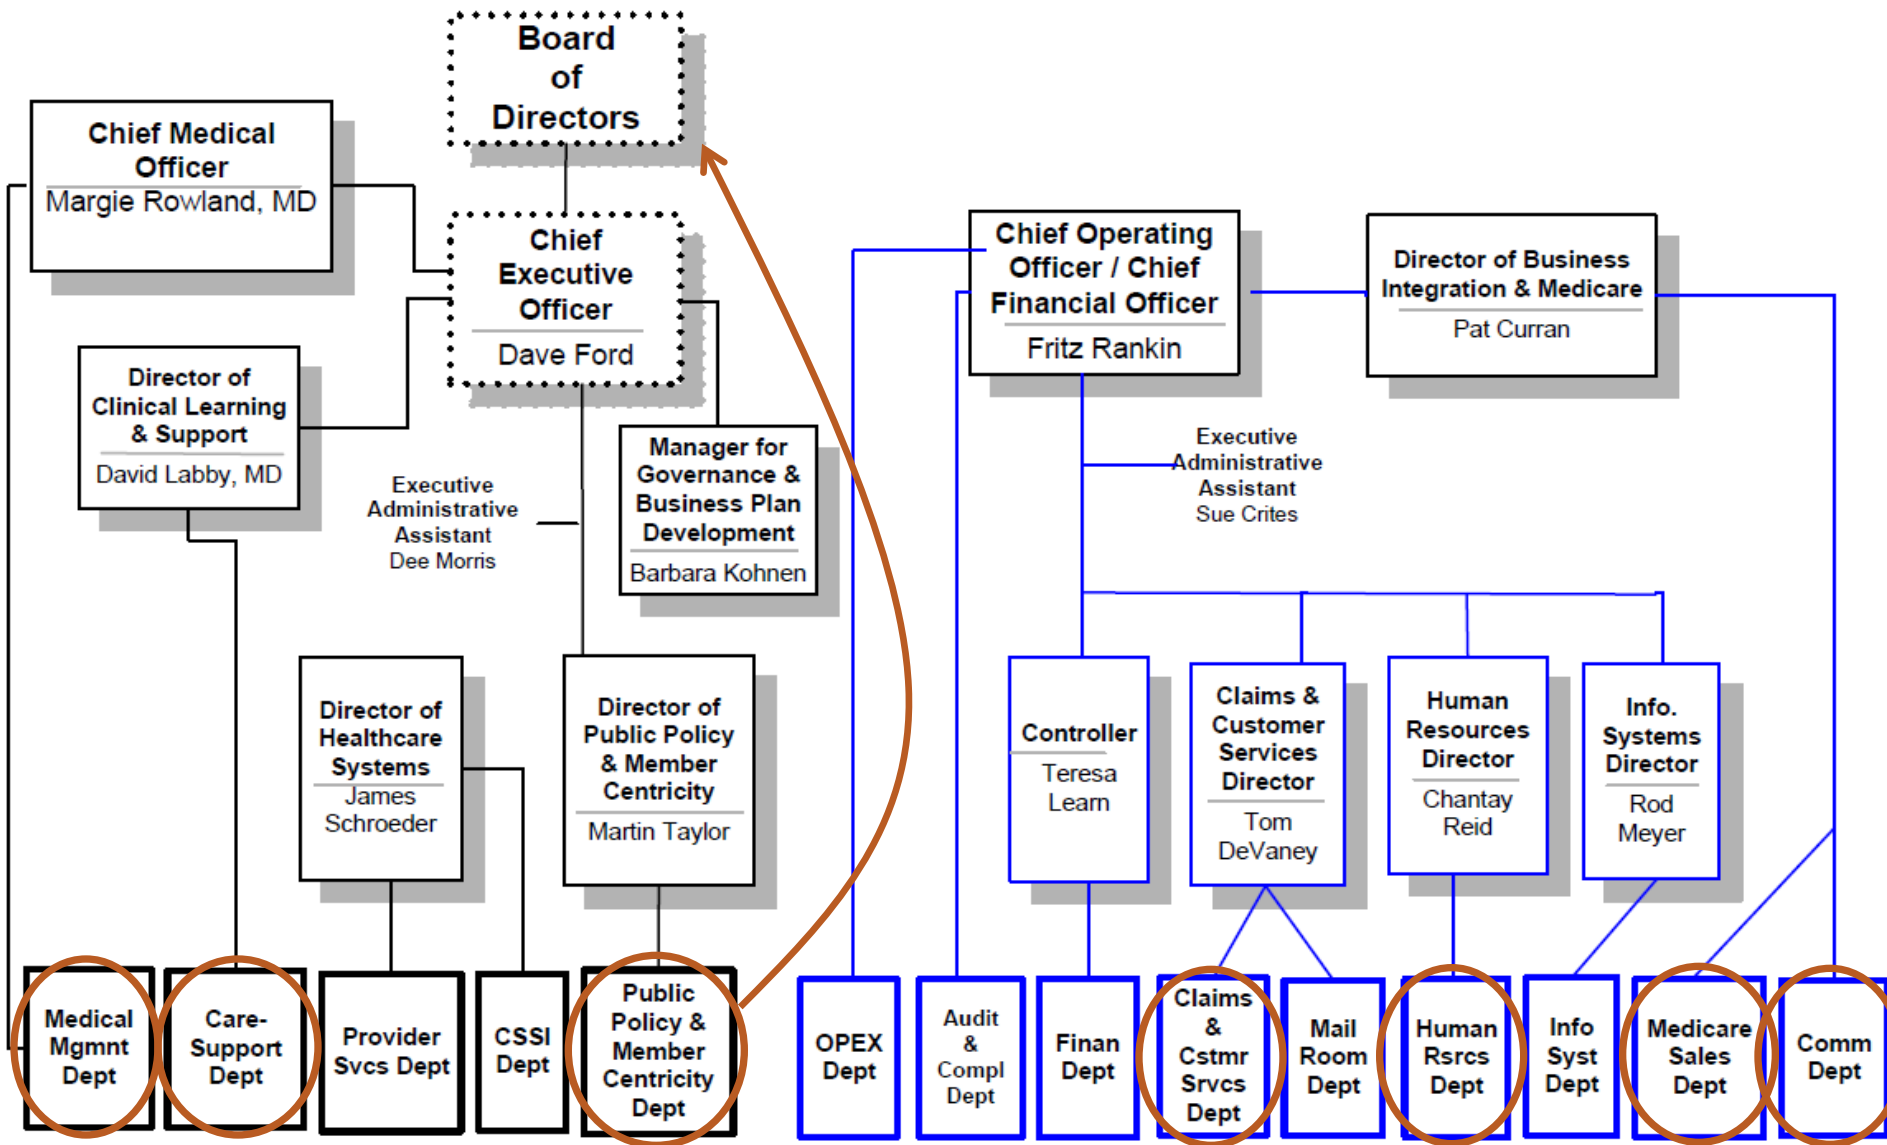 Board
of
Directors
Chief Medical
Officer
Margie Rowland, MD
Chief
Executive
Officer
Dave Ford
Chief Operating
Officer / Chief
Financial Officer
Fritz Rankin
Director of Business
Integration & Medicare
Pat Curran
Director of
Clinical Learning
& Support
David Labby, MD
Executive
Administrative
Assistant
Dee Morris
Manager for
Governance &
Business Plan
Development
Barbara Kohnen
Executive
Administrative
Assistant
Sue Crites
Director of
Healthcare
Systems
James
Schroeder
Director of
Public Policy
& Member
Centricity
Martin Taylor
Controller
Teresa
Learn
Claims &
Customer
Services
Director
Tom
DeVaney
Human
Resources
Director
Chantay
Reid
Info.
Systems
Director
Rod
Meyer
Medical
Mgmnt
Dept
Care-
Support
Dept
Provider
Svcs Dept
CSSI
Dept
Public
Policy &
Member
Centricity
Dept
OPEX
Dept
Audit
&
Compl
Dept
Finan
Dept
Claims
&
Cstmr
Srvcs
Dept
Mail
Room
Dept
Human
Rsrcs
Dept
Info
Syst
Dept
Medicare
Sales
Dept
Comm
Dept